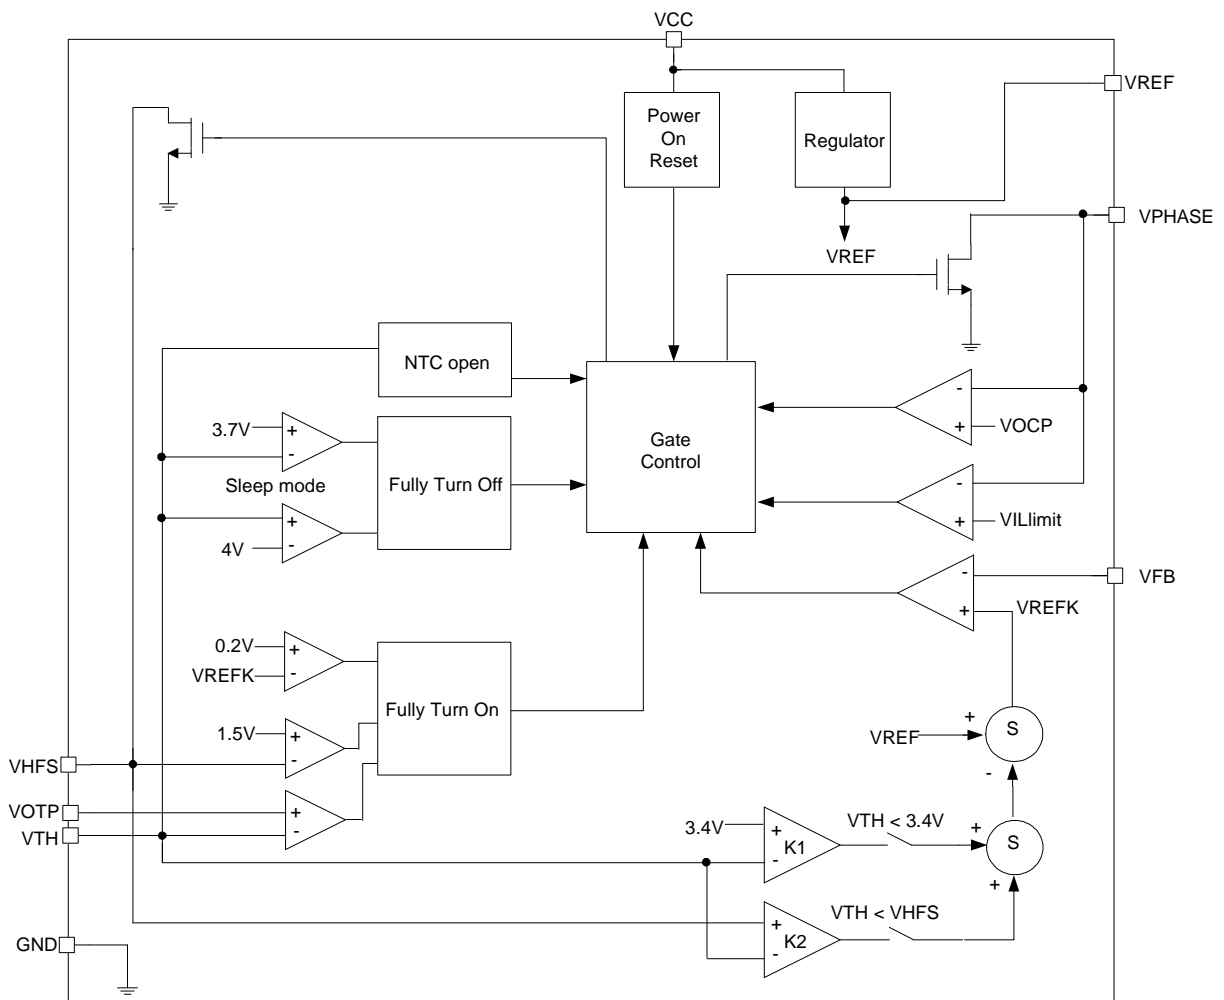 VCC
VREF
Power
On
Reset
Regulator
VPHASE
VREF
NTC open
-
+
VOCP
3.7V
+
-
Gate
Control
Sleep mode
Fully Turn Off
-
+
VILlimit
+
4V
-
-
VFB
+
VREFK
0.2V
+
VREFK
-
Fully Turn On
1.5V
+
-
+
VREF
S
-
VHFS
VOTP
+
VTH
-
3.4V
+
K1
-
VTH < 3.4V
+
S
+
VTH < VHFS
+
K2
-
GND